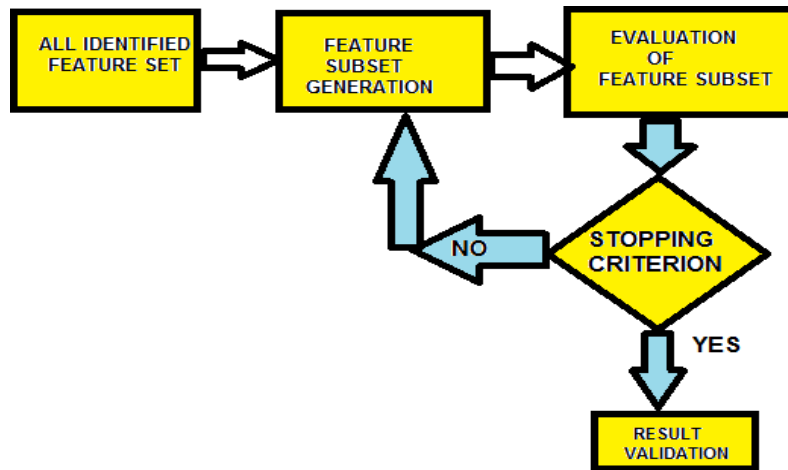 ALL IDENTIFIED
FEATURE SET
FEATURE
SUBSET
GENERATION
EVALUATION
OF
FEATURE SUBSET
STOPPING
CRITERION
NO
YES
RESULT
VALIDATION